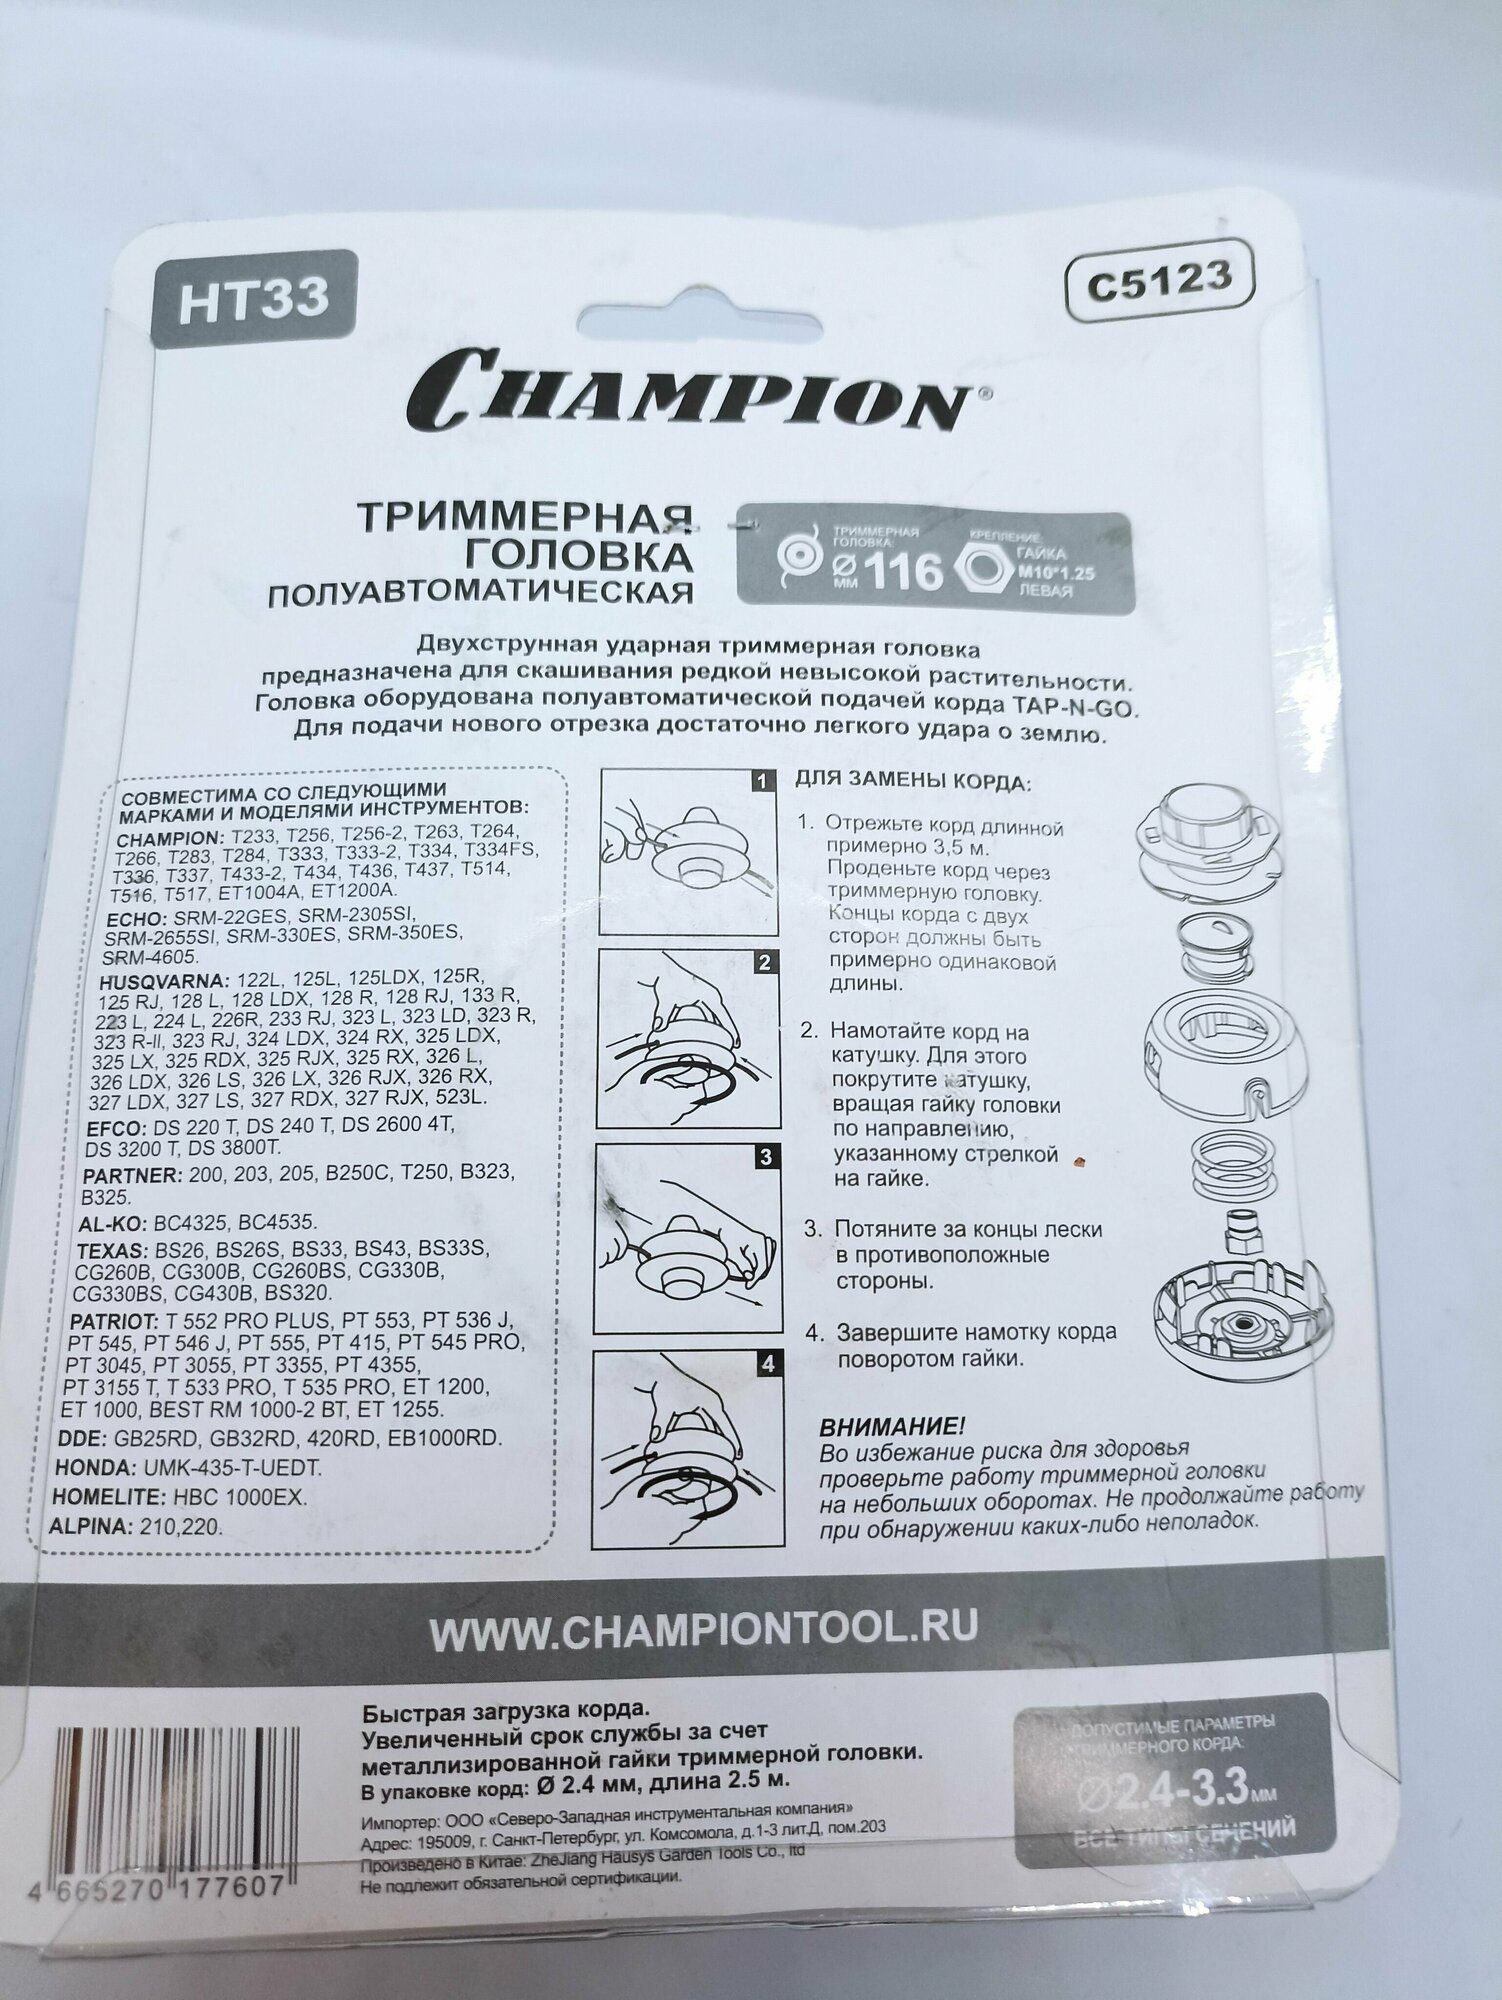 HT33
C5123
CHAMPION®
ТРИММЕРНАЯ
ГОЛОВКА
ПОЛУАВТОМАТИЧЕСКАЯ
ТРИММЕРНАЯ
ГОЛОВКА:
Ø ММ 116
КРЕПЛЕНИЕ:
ГАЙКА
М10*1.25
ЛЕВАЯ
Двухструнная ударная триммерная головка
предназначена для скашивания редкой невысокой растительности.
Головка оборудована полуавтоматической подачей корда TAP-N-GO.
Для подачи нового отрезка достаточно легкого удара о землю.
СОВМЕСТИМА СО СЛЕДУЮЩИМИ
МАРКАМИ И МОДЕЛЯМИ ИНСТРУМЕНТОВ:
CHAMPION: T233, T256, T256-2, T263, T264,
T266, T283, T284, T333, T333-2, T334, T334FS,
T336, T337, T433-2, T434, T436, T437, T514,
T516, T517, ET1004A, ET1200A.
ECHO: SRM-22GES, SRM-2305SI,
SRM-2655SI, SRM-330ES, SRM-350ES,
SRM-4605.
HUSQVARNA: 122L, 125L, 125LDX, 125R,
125 RJ, 128 L, 128 LDX, 128 R, 128 RJ, 133 R,
223 L, 224 L, 226R, 233 RJ, 323 L, 323 LD, 323 R,
323 R-II, 323 RJ, 324 LDX, 324 RX, 325 LDX,
325 LX, 325 RDX, 325 RJX, 325 RX, 326 L,
326 LDX, 326 LS, 326 LX, 326 RJX, 326 RX,
327 LDX, 327 LS, 327 RDX, 327 RJX, 523L.
EFCO: DS 220 T, DS 240 T, DS 2600 4T,
DS 3200 T, DS 3800T.
PARTNER: 200, 203, 205, B250C, T250, B323,
B325.
AL-KO: BC4325, BC4535.
TEXAS: BS26, BS26S, BS33, BS43, BS33S,
CG260B, CG300B, CG260BS, CG330B,
CG330BS, CG430B, BS320.
PATRIOT: T 552 PRO PLUS, PT 553, PT 536 J,
PT 545, PT 546 J, PT 555, PT 415, PT 545 PRO,
PT 3045, PT 3055, PT 3355, PT 4355,
PT 3155 T, T 533 PRO, T 535 PRO, ET 1200,
ET 1000, BEST RM 1000-2 BT, ET 1255.
DDE: GB25RD, GB32RD, 420RD, EB1000RD.
HONDA: UMK-435-T-UEDT.
HOMELITE: HBC 1000EX.
ALPINA: 210,220.
1
2
3
4
ДЛЯ ЗАМЕНЫ КОРДА:
1. Отрежьте корд длинной
примерно 3,5 м.
Проденьте корд через
триммерную головку.
Концы корда с двух
сторон должны быть
примерно одинаковой
длины.
2. Намотайте корд на
катушку. Для этого
покрутите катушку,
вращая гайку головки
по направлению,
указанному стрелкой
на гайке.
3. Потяните за концы лески
в противоположные
стороны.
4. Завершите намотку корда
поворотом гайки.
ВНИМАНИЕ!
Во избежание риска для здоровья
проверьте работу триммерной головки
на небольших оборотах. Не продолжайте работу
при обнаружении каких-либо неполадок.
WWW.CHAMPIONTOOL.RU
4 665270 177607
Быстрая загрузка корда.
Увеличенный срок службы за счет
металлизированной гайки триммерной головки.
В упаковке корд: Ø 2.4 мм, длина 2.5 м.
Импортер: ООО «Северо-Западная инструментальная компания»
Адрес: 195009, г. Санкт-Петербург, ул. Комсомола, д.1-3 лит.Д, пом.203
Произведено в Китае: ZheJiang Hausys Garden Tools Co., ltd
Не подлежит обязательной сертификации.
ДОПУСТИМЫЕ ПАРАМЕТРЫ
ТРИММЕРНОГО КОРДА:
Ø2.4-3.3 мм
ВСЕ ТИПЫ СЕЧЕНИЙ